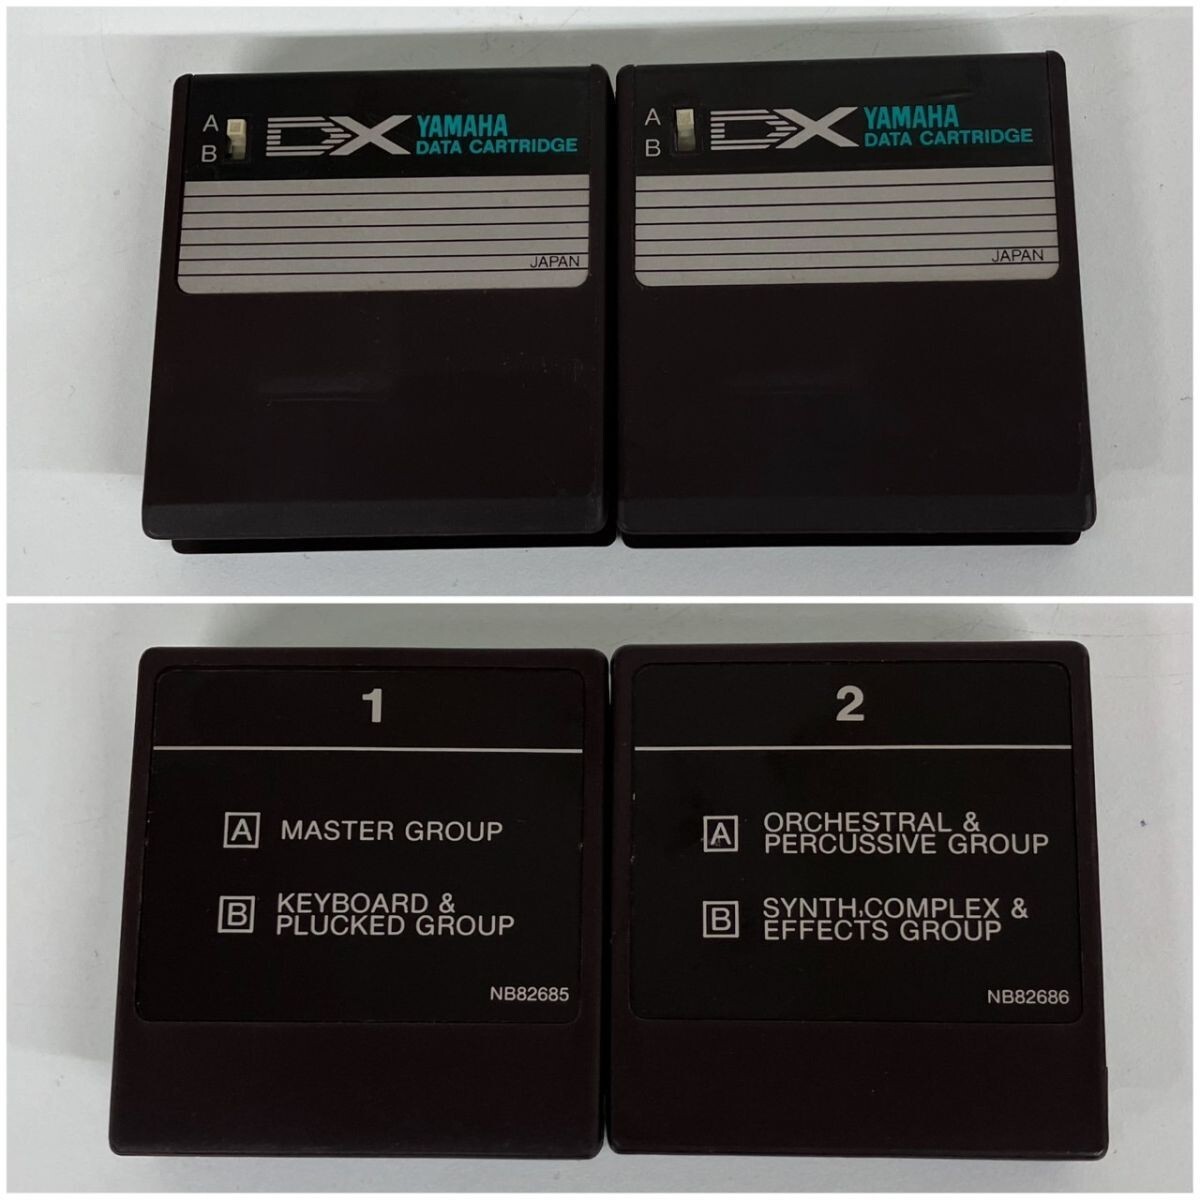 A
B
DX YAMAHA
DATA CARTRIDGE
JAPAN
A
B
DX YAMAHA
DATA CARTRIDGE
JAPAN
1
A MASTER GROUP
B KEYBOARD &
PLUCKED GROUP
NB82685
2
A ORCHESTRAL &
PERCUSSIVE GROUP
B SYNTH,COMPLEX &
EFFECTS GROUP
NB82686